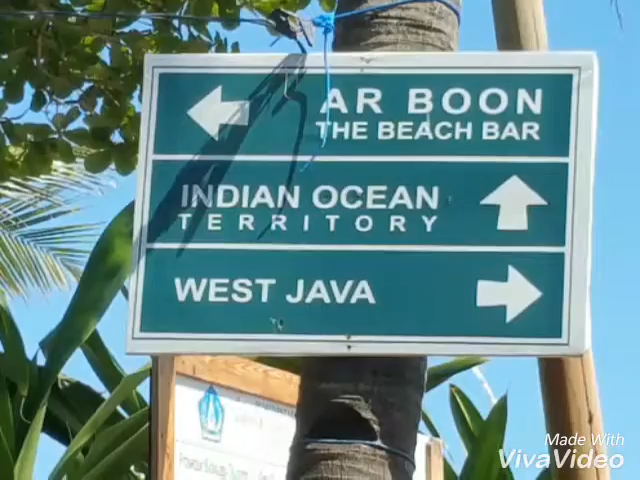 AR BOON
THE BEACH BAR
INDIAN OCEAN
TERRITORY
WEST JAVA
Made With
VivaVideo